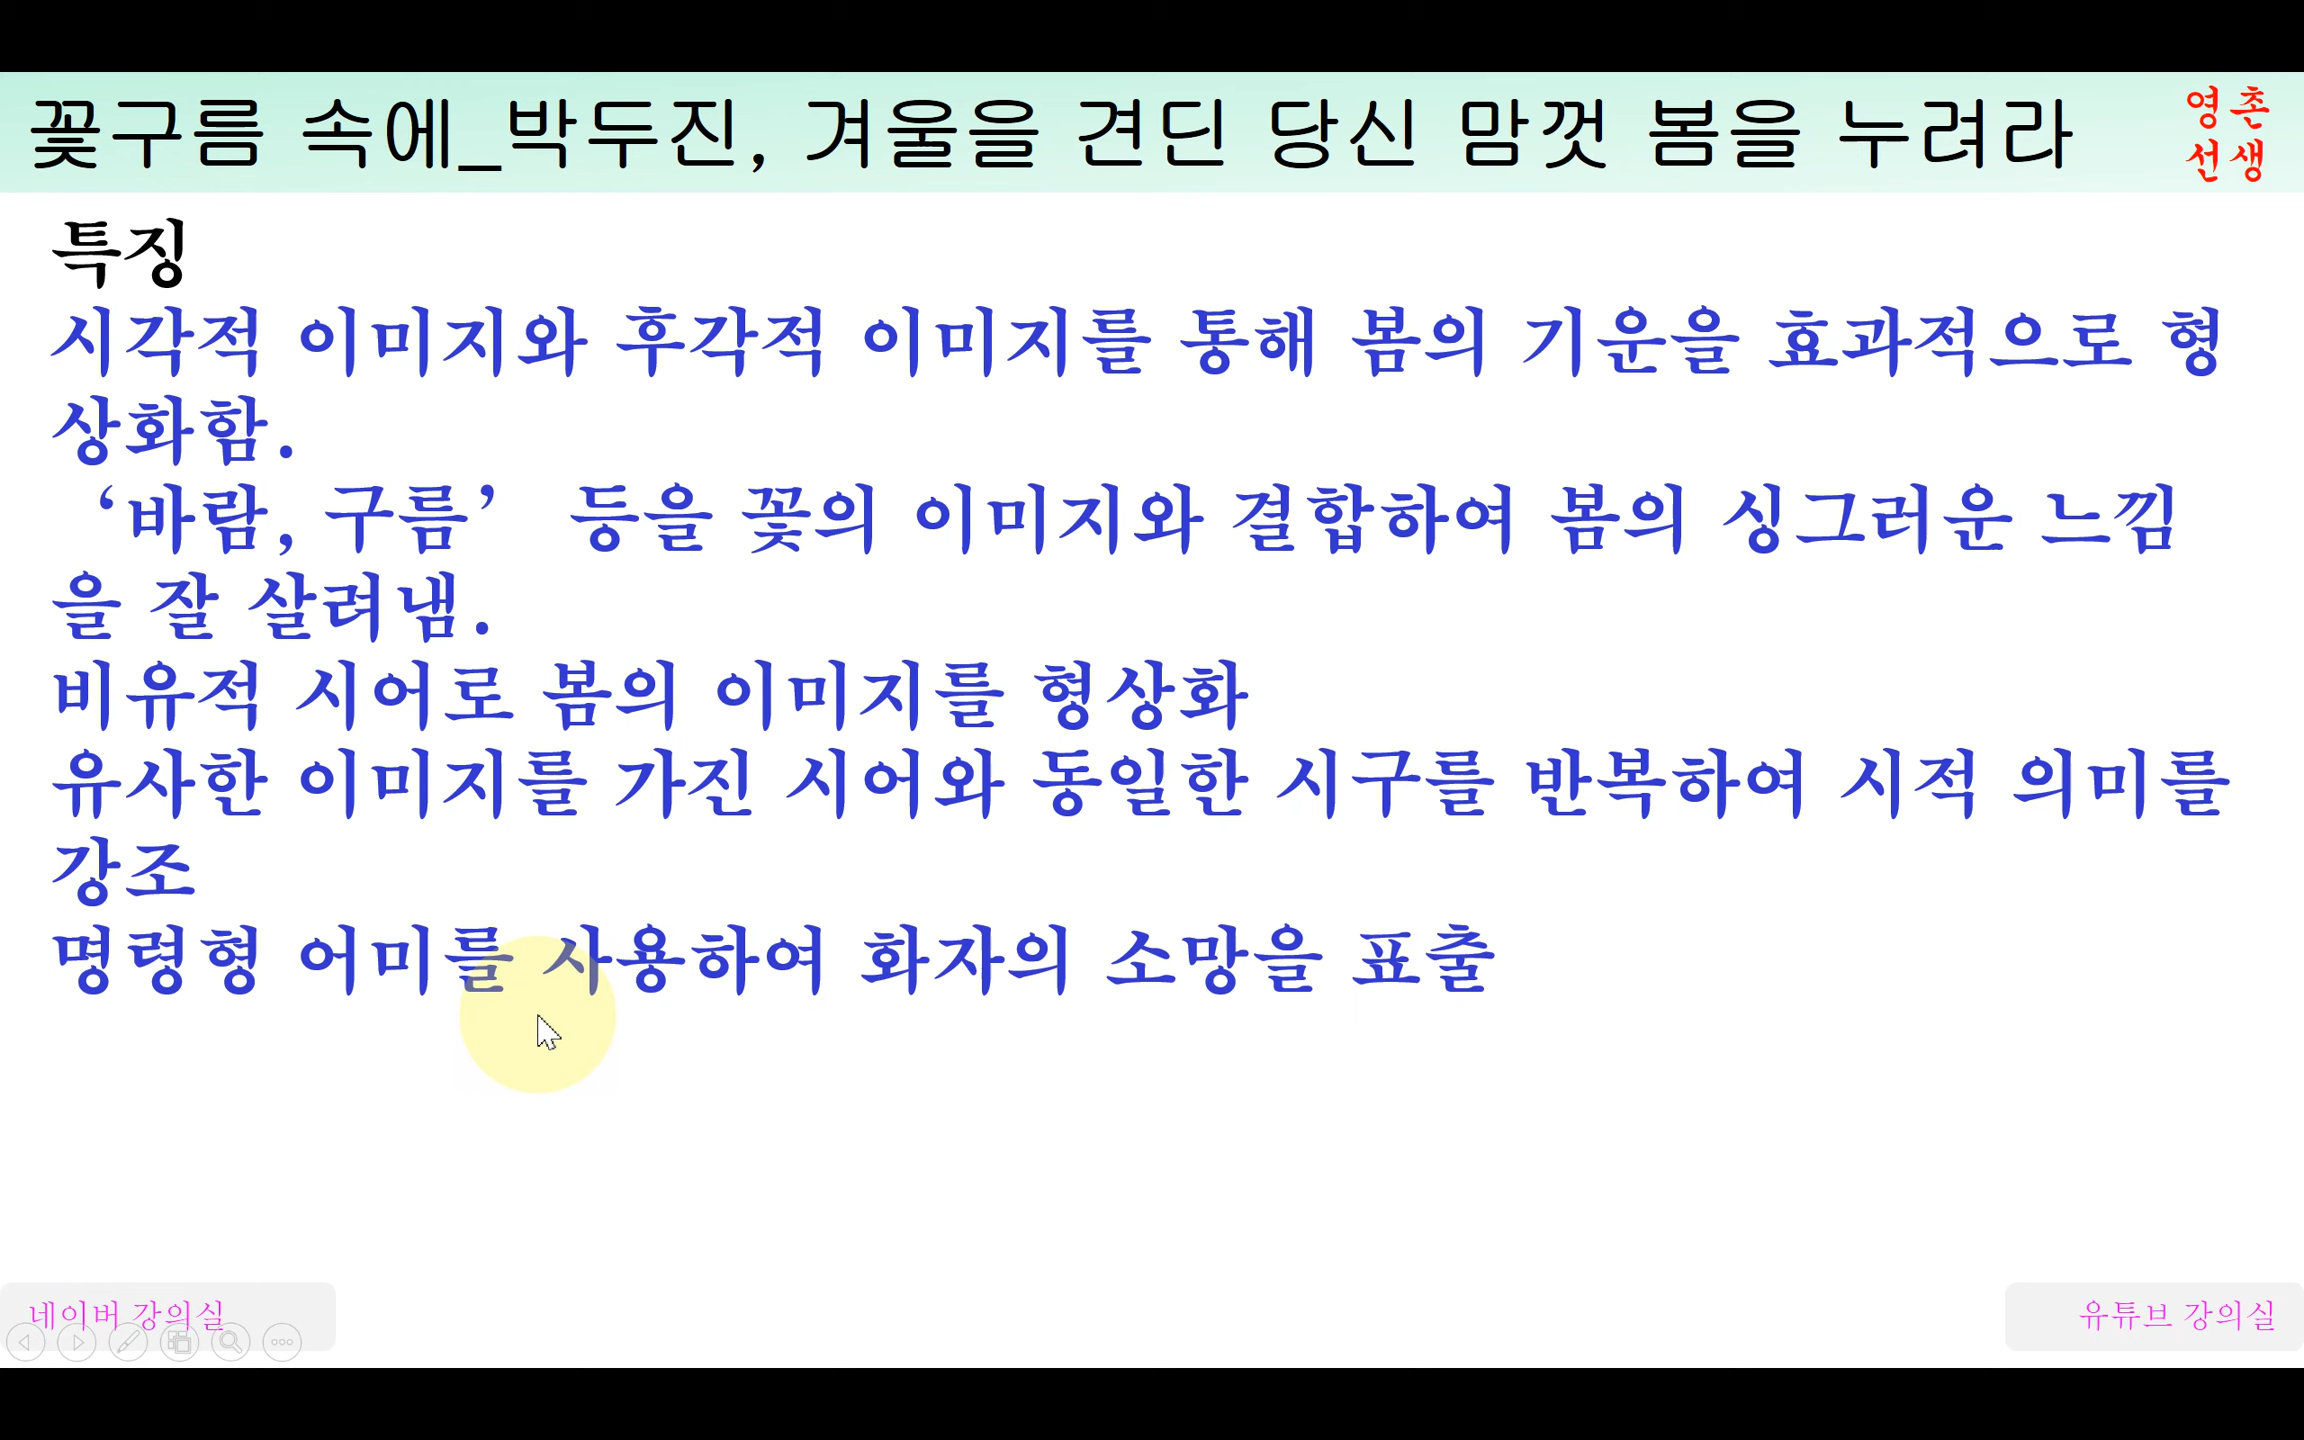 꽃구름 속에_박두진, 겨울을 견딘 당신 맘껏 봄을 누려라
영촌
선생
특징
시각적 이미지와 후각적 이미지를 통해 봄의 기운을 효과적으로 형
상화함.
‘바람, 구름’ 등을 꽃의 이미지와 결합하여 봄의 싱그러운 느낌
을 잘 살려냄.
비유적 시어로 봄의 이미지를 형상화
유사한 이미지를 가진 시어와 동일한 시구를 반복하여 시적 의미를
강조
명령형 어미를 사용하여 화자의 소망을 표출
네이버 강의실
유튜브 강의실